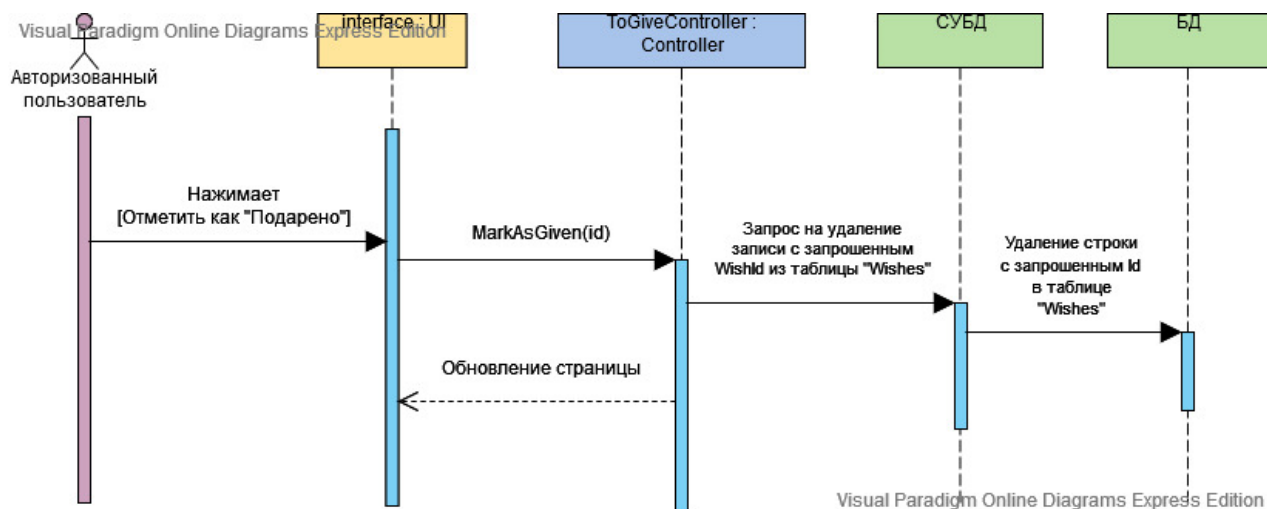 Visual Paradigm Online Diagrams Express Edition
Авторизованный
пользователь
interface : UI
ToGiveController :
Controller
СУБД
БД
Нажимает
[Отметить как "Подарено"]
MarkAsGiven(id)
Запрос на удаление
записи с запрошенным
WishId из таблицы "Wishes"
Удаление строки
с запрошенным Id
в таблице
"Wishes"
Обновление страницы
Visual Paradigm Online Diagrams Express Edition